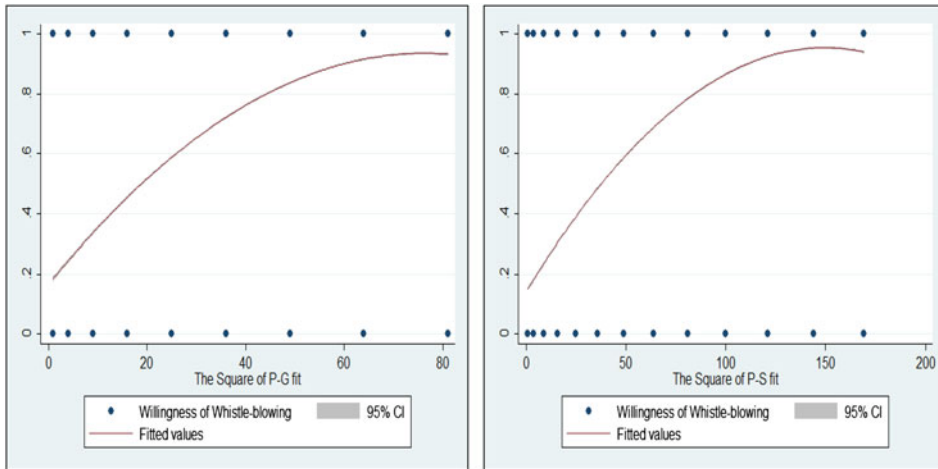 1
.8
.6
.4
.2
0
0 20 40 60 80
The Square of P-G fit
Willingness of Whistle-blowing 95% CI
Fitted values
1
.8
.6
.4
.2
0
0 50 100 150 200
The Square of P-S fit
Willingness of Whistle-blowing 95% CI
Fitted values